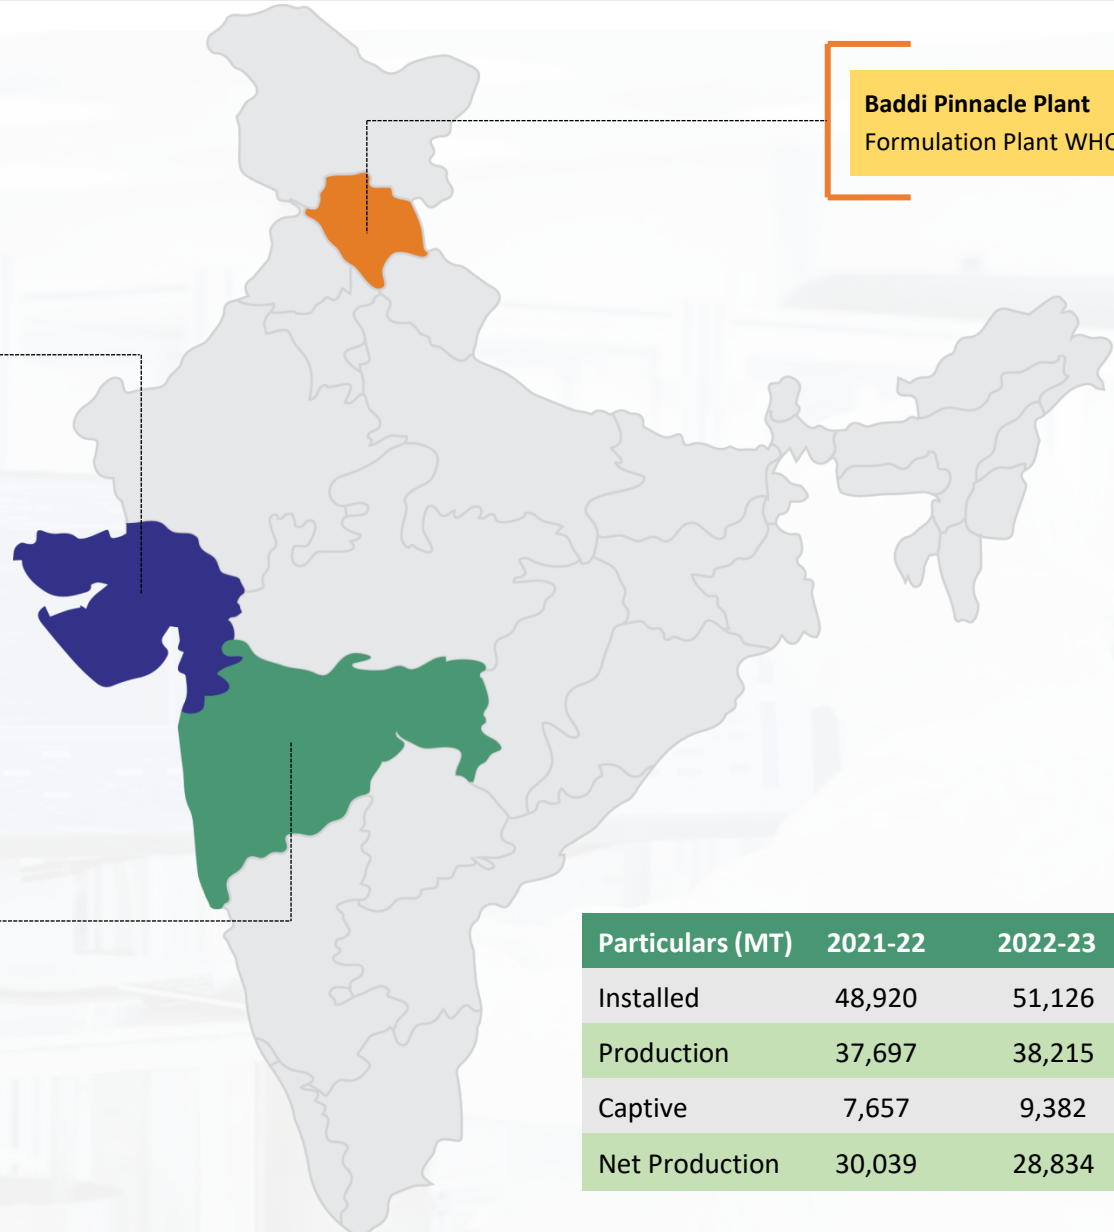 Baddi Pinnacle Plant
Formulation Plant WHO
Particulars (MT) 2021-22 2022-23
Installed 48,920 51,126
Production 37,697 38,215
Captive 7,657 9,382
Net Production 30,039 28,834